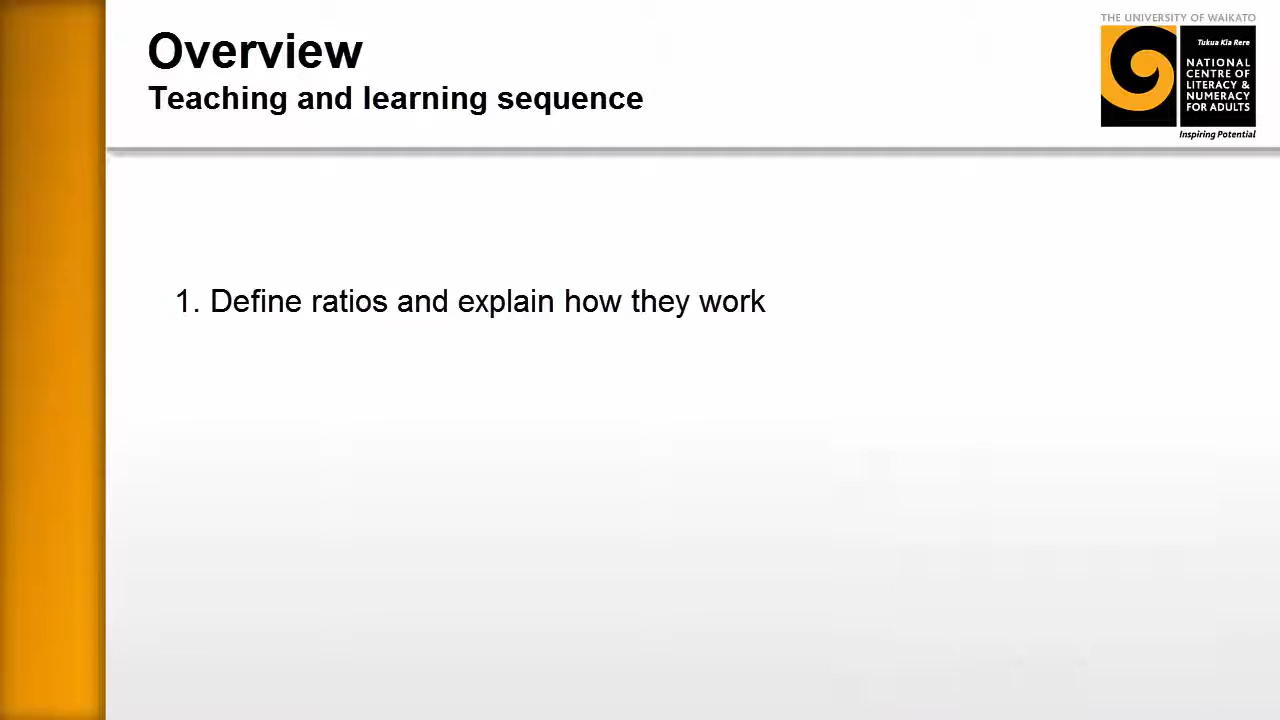 THE UNIVERSITY OF WAIKATO
Overview
Teaching and learning sequence
Tukua Kia Rere
NATIONAL
CENTRE OF
LITERACY &
NUMERACY
FOR ADULTS
Inspiring Potential
1. Define ratios and explain how they work